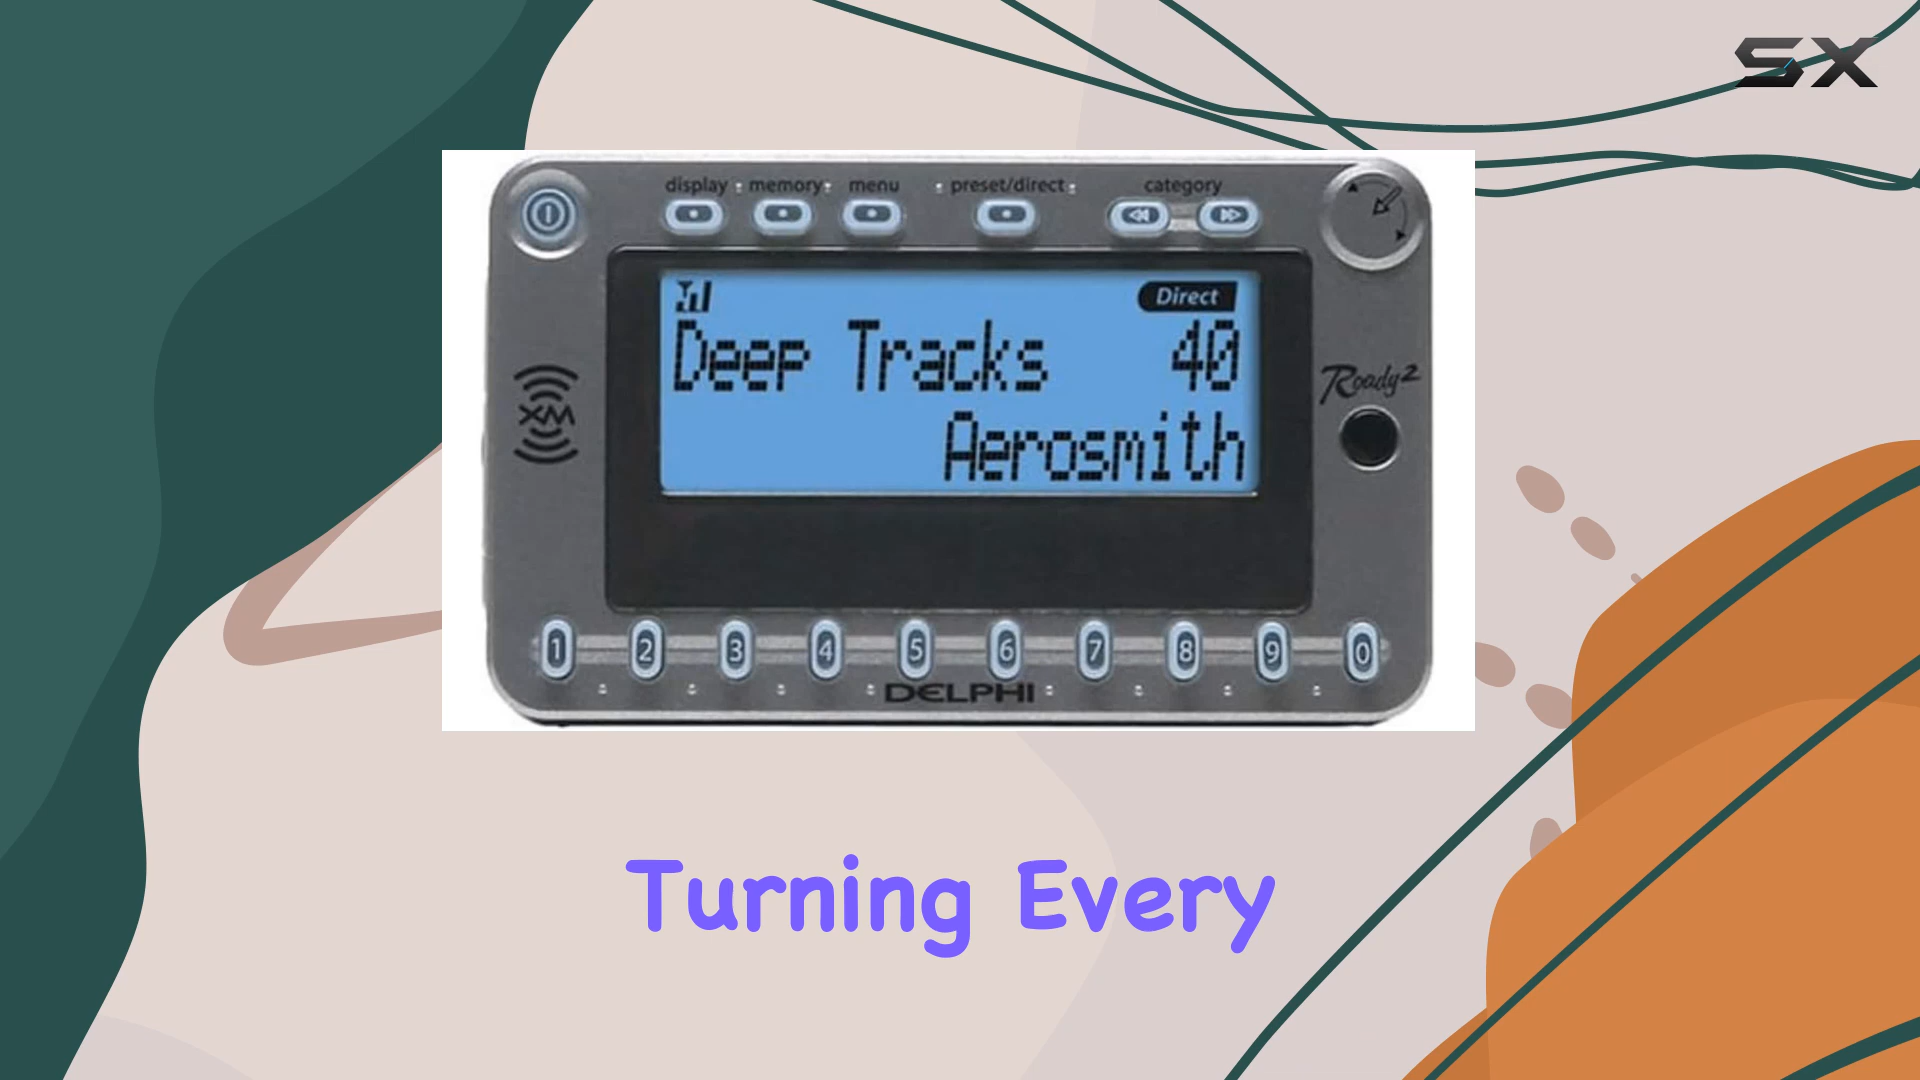 SX
display memory menu preset/direct category
Direct
Deep Tracks 40
Aerosmith
XM
Roady2
1 2 3 4 5 6 7 8 9 0
DELPHI
Turning Every